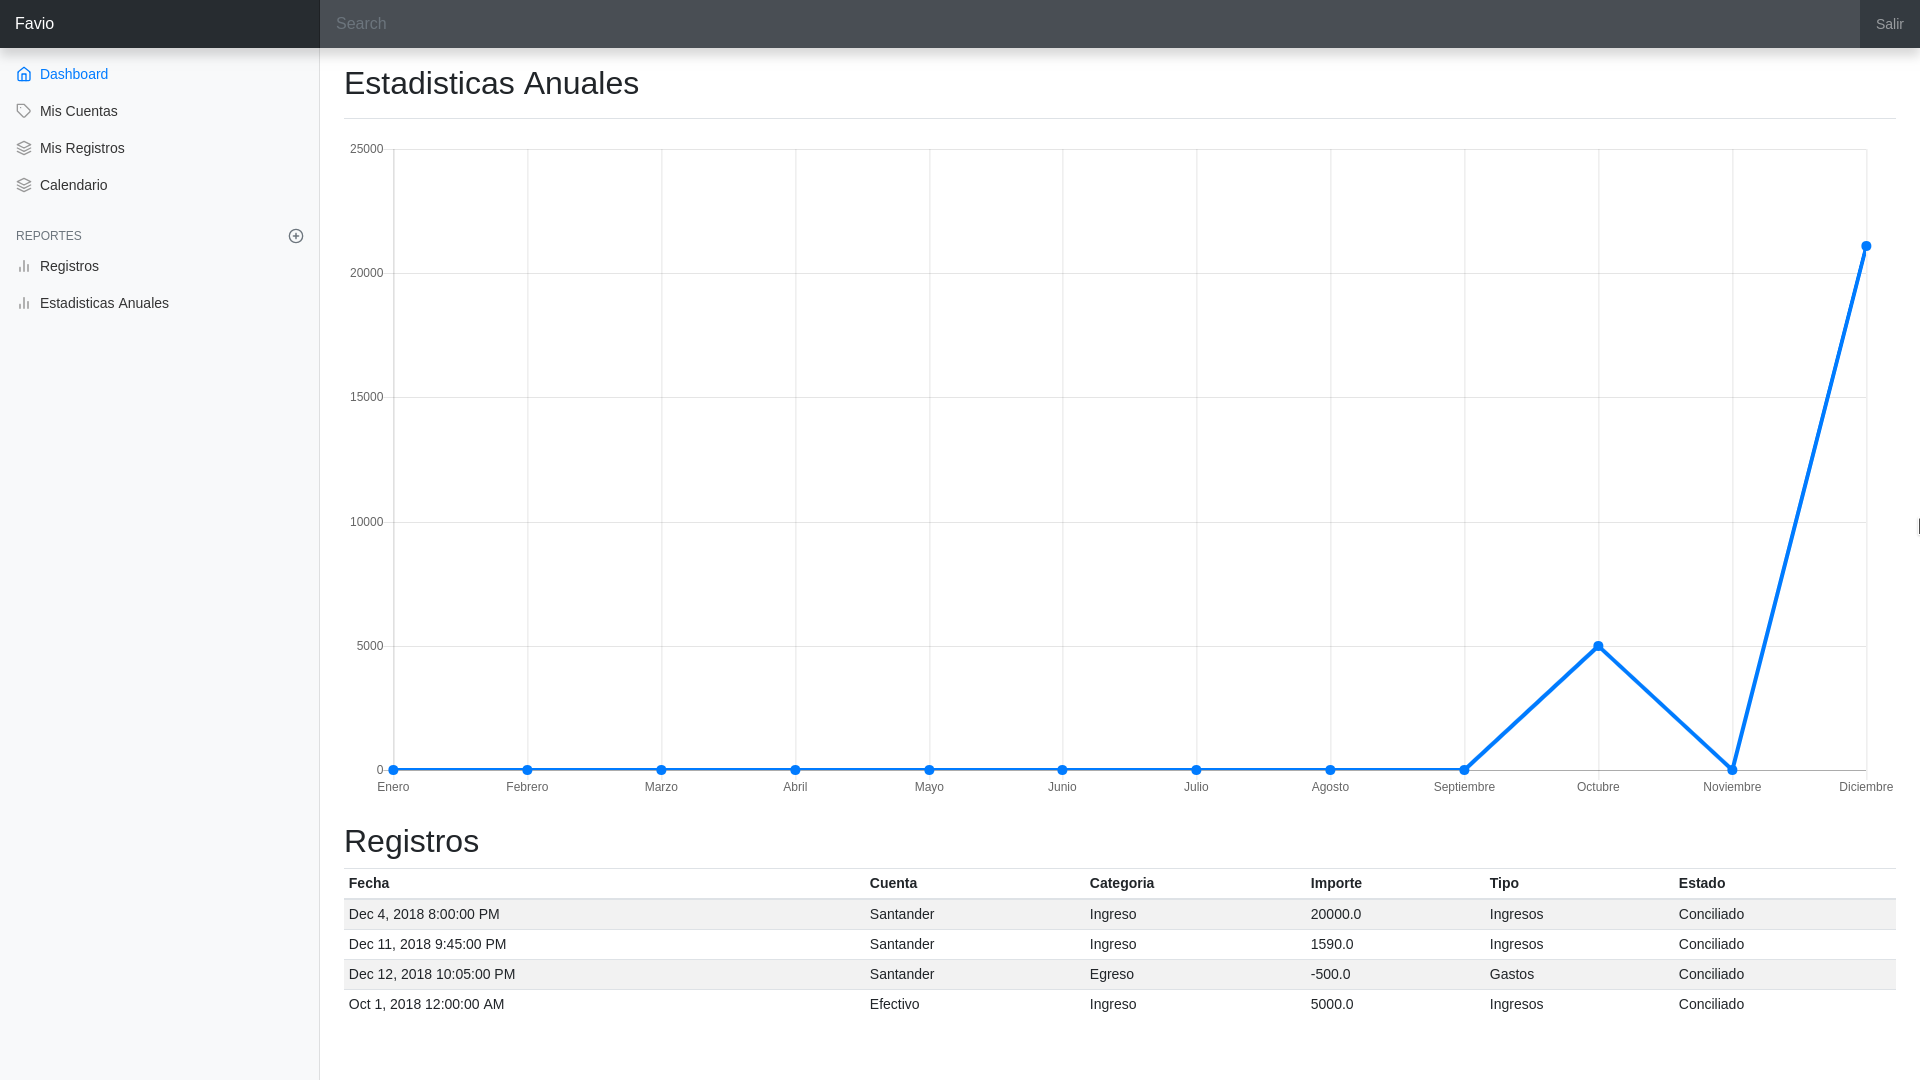 Favio
Search
Salir
Dashboard
Mis Cuentas
Mis Registros
Calendario
REPORTES
Registros
Estadisticas Anuales
Estadisticas Anuales
25000
20000
15000
10000
5000
0
Enero Febrero Marzo Abril Mayo Junio Julio Agosto Septiembre Octubre Noviembre Diciembre
Registros
Fecha Cuenta Categoria Importe Tipo Estado
Dec 4, 2018 8:00:00 PM Santander Ingreso 20000.0 Ingresos Conciliado
Dec 11, 2018 9:45:00 PM Santander Ingreso 1590.0 Ingresos Conciliado
Dec 12, 2018 10:05:00 PM Santander Egreso -500.0 Gastos Conciliado
Oct 1, 2018 12:00:00 AM Efectivo Ingreso 5000.0 Ingresos Conciliado